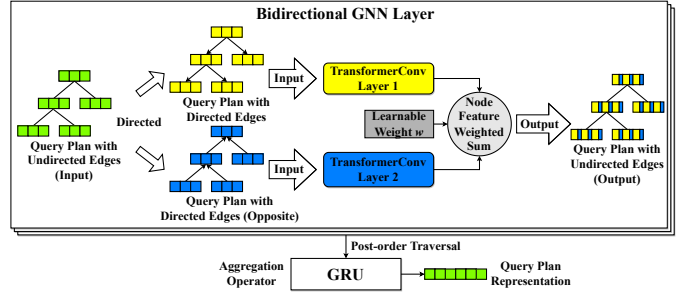 Bidirectional GNN Layer
Query Plan with
Undirected Edges
(Input)
Directed
Query Plan with
Directed Edges
Query Plan with
Directed Edges (Opposite)
Input
Input
TransformerConv
Layer 1
Learnable
Weight w
TransformerConv
Layer 2
Node
Feature
Weighted
Sum
Output
Query Plan with
Undirected Edges
(Output)
Post-order Traversal
Aggregation
Operator
GRU
Query Plan
Representation